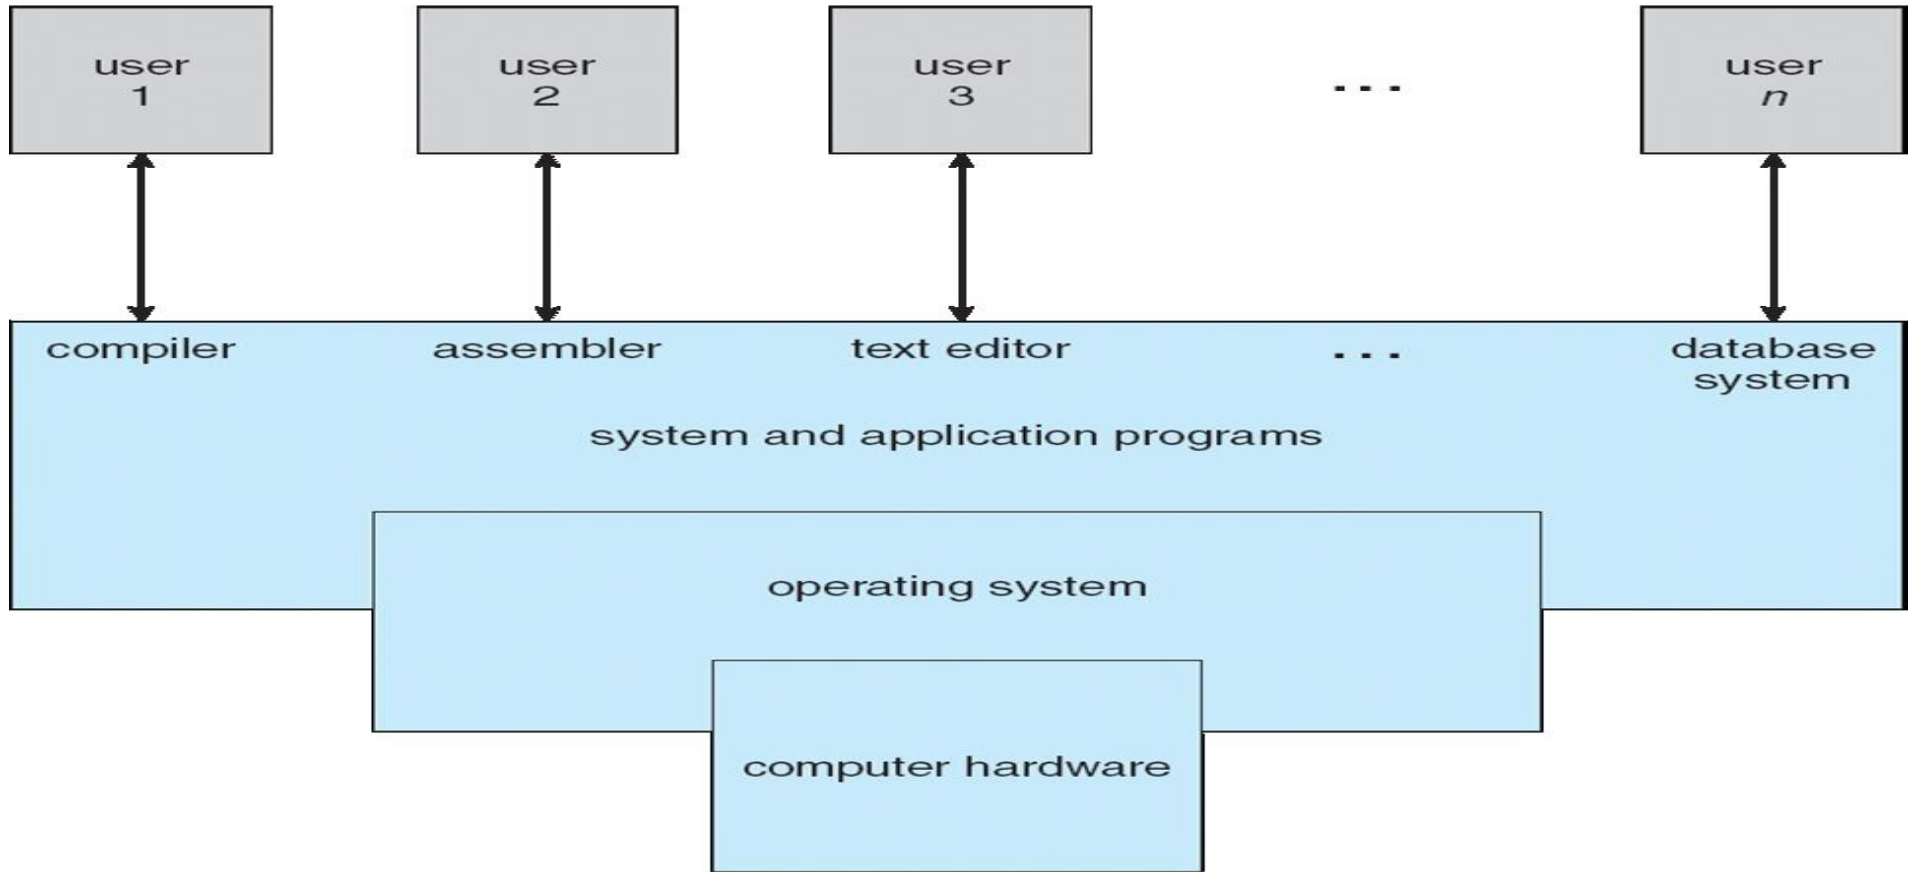 user
1
user
2
user
3
...
user
n
compiler
assembler
text editor
...
database
system
system and application programs
operating system
computer hardware